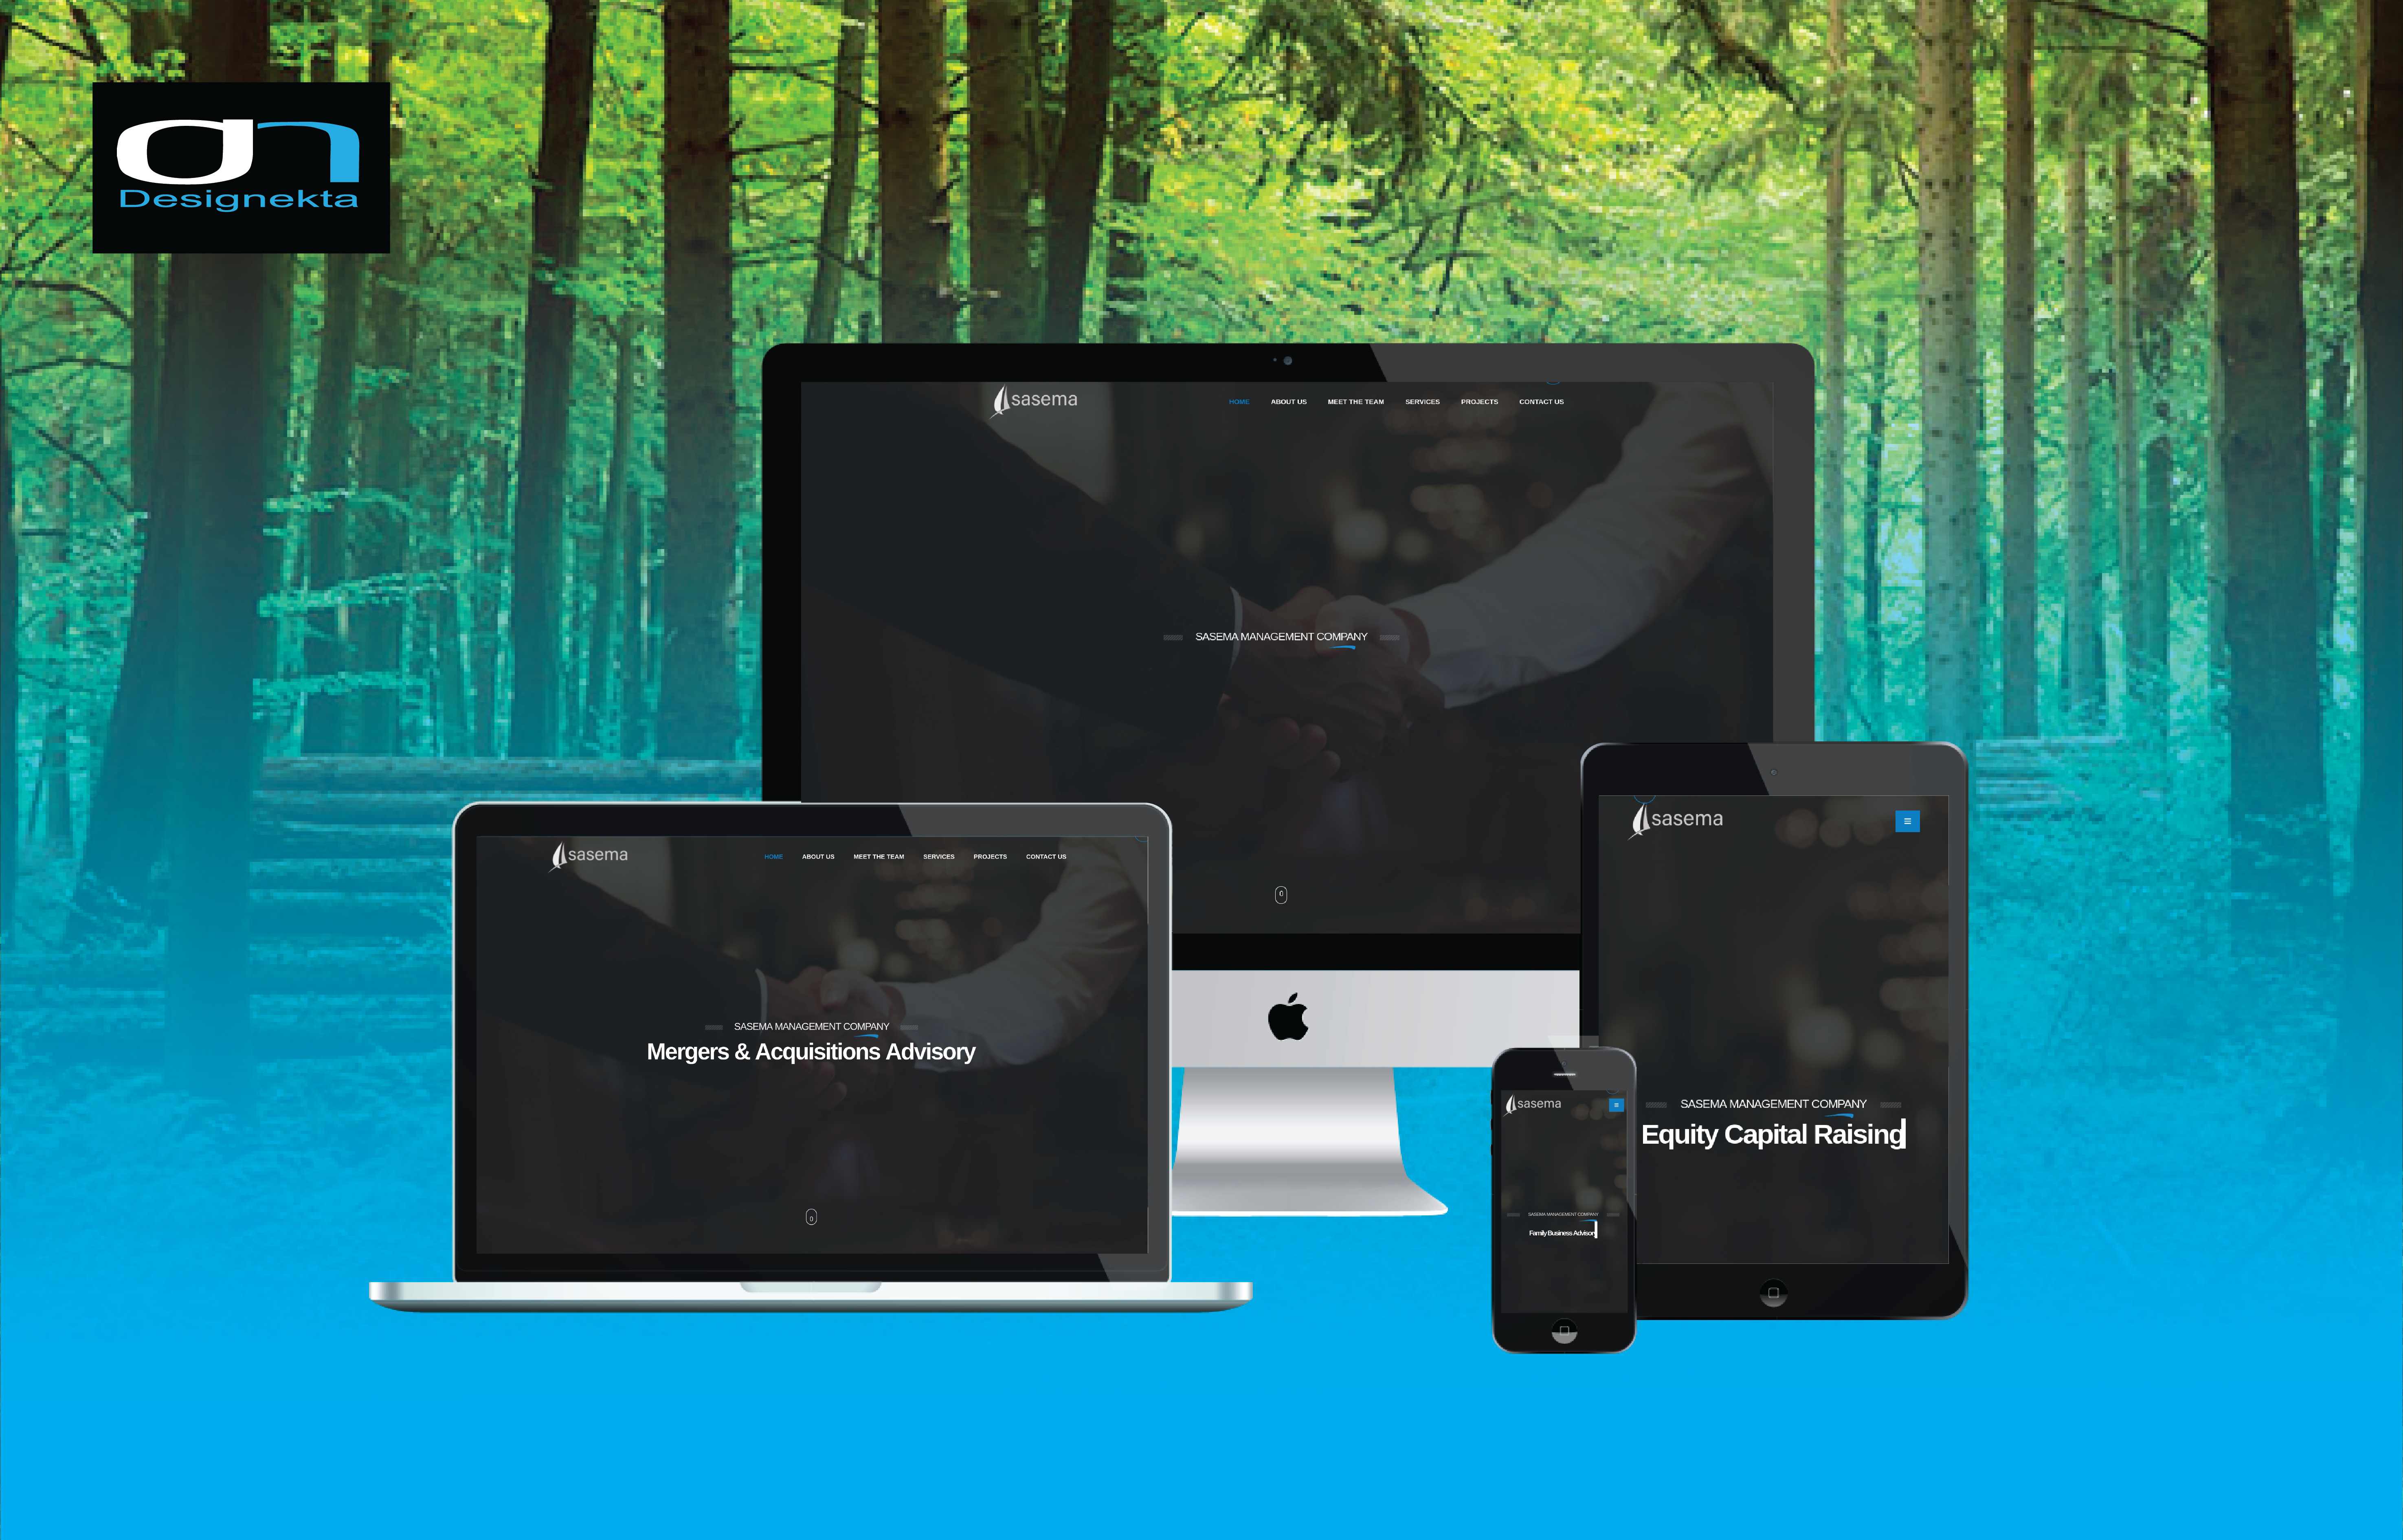 Designekta
sasema
HOME ABOUT US MEET THE TEAM SERVICES PROJECTS CONTACT US
SASEMA MANAGEMENT COMPANY
sasema
HOME ABOUT US MEET THE TEAM SERVICES PROJECTS CONTACT US
SASEMA MANAGEMENT COMPANY
Mergers & Acquisitions Advisory
sasema
SASEMA MANAGEMENT COMPANY
Equity Capital Raising
sasema
SASEMA MANAGEMENT COMPANY
Family Business Advisory